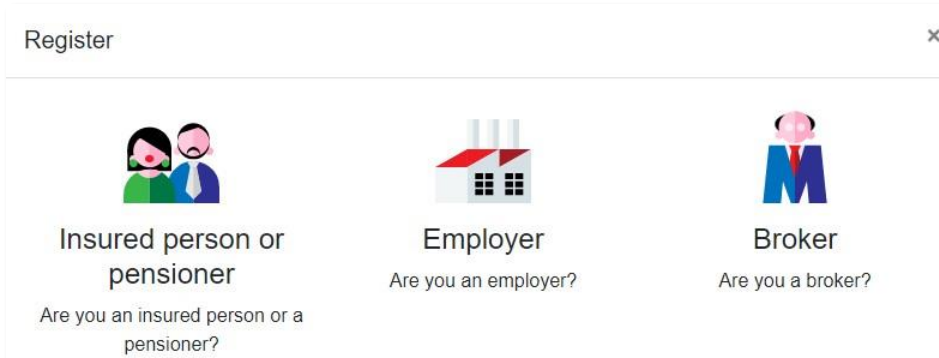 Register
×
Insured person or
pensioner
Are you an insured person or a
pensioner?
Employer
Are you an employer?
Broker
Are you a broker?